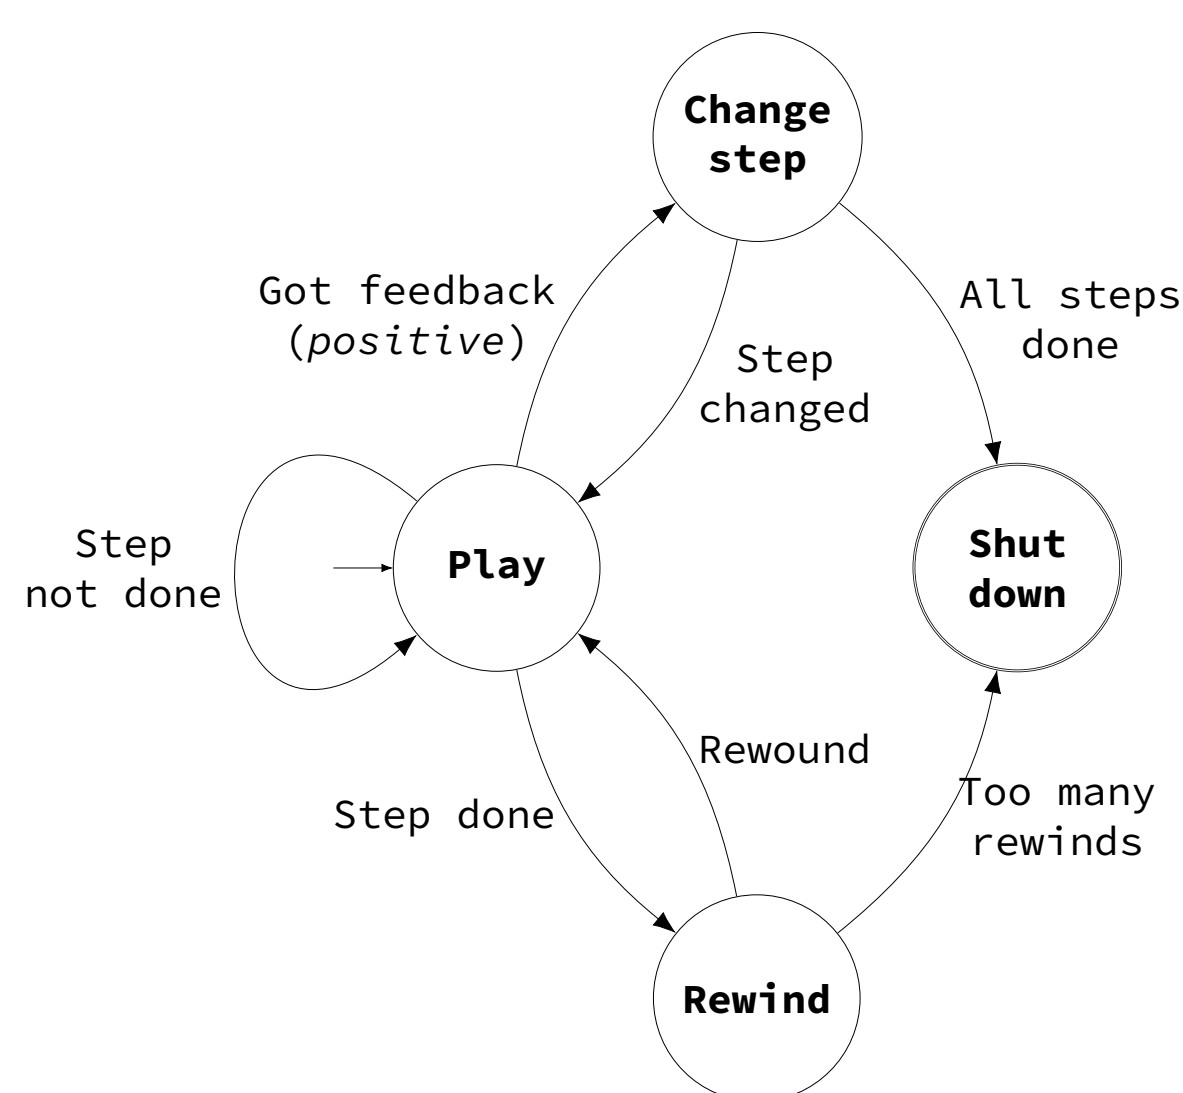 Change
step
Got feedback
(positive)
All steps
done
Step
changed
Step
not done
Play
Shut
down
Rewound
Step done
Too many
rewinds
Rewind